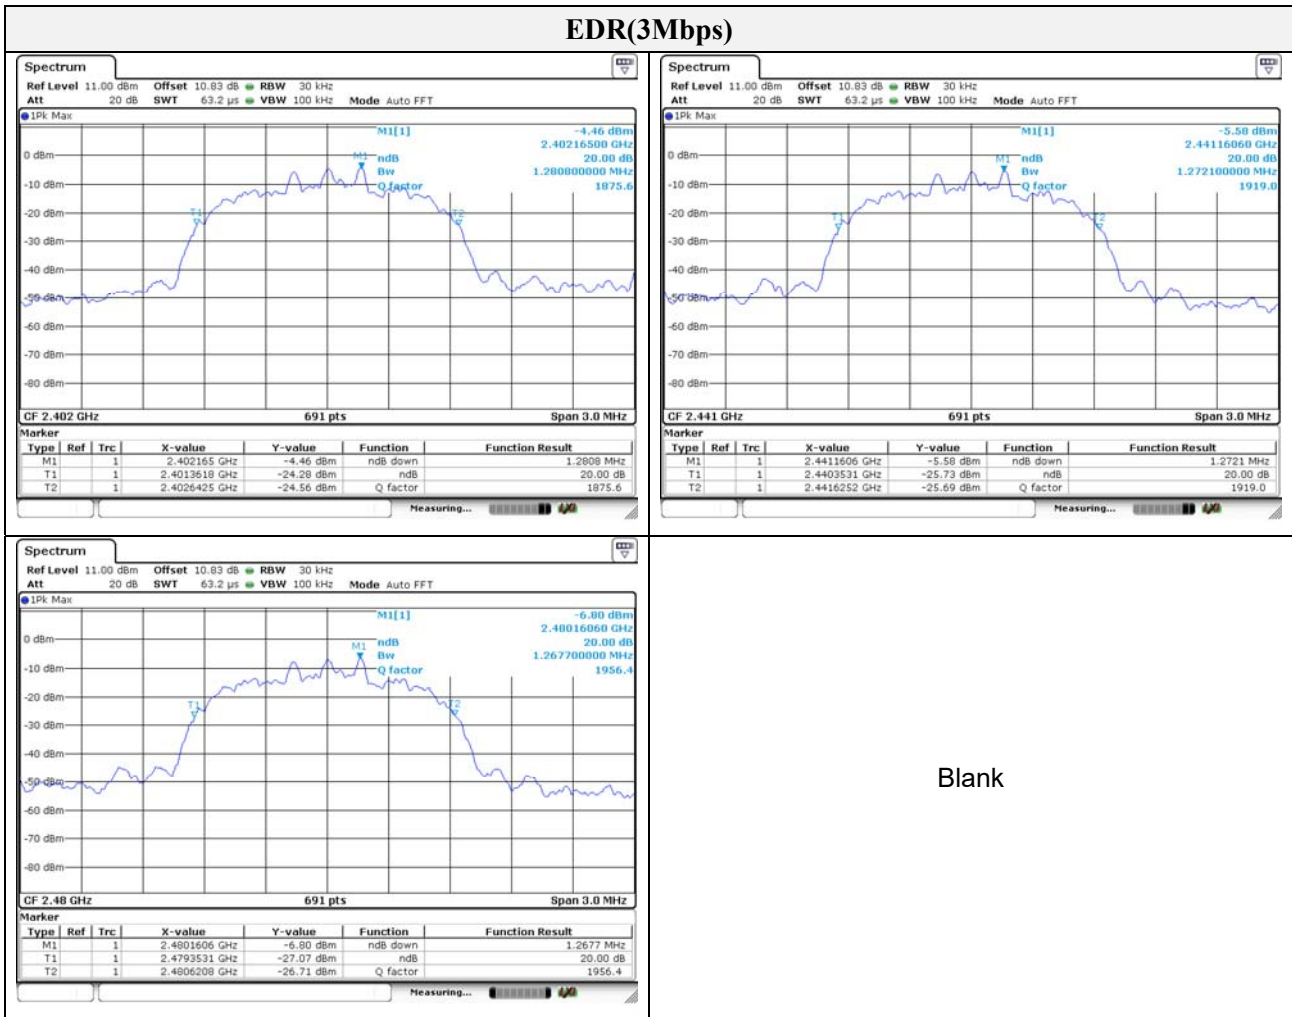 EDR(3Mbps)
Spectrum
Ref Level 11.00 dBm Offset 10.83 dB RBW 30 kHz
Att 20 dB SWT 63.2 µs VBW 100 kHz Mode Auto FFT
1Pk Max
M1[1] -4.46 dBm
2.40216500 GHz
0 dBm M1 ndB 20.00 dB
Bw 1.280800000 MHz
-10 dBm Q factor 1875.6
-20 dBm T1 T2
-30 dBm
-40 dBm
-50 dBm
-60 dBm
-70 dBm
-80 dBm
CF 2.402 GHz 691 pts Span 3.0 MHz
Marker
Type Ref Trc X-value Y-value Function Function Result
M1 1 2.402165 GHz -4.46 dBm ndB down 1.2808 MHz
T1 1 2.4013618 GHz -24.28 dBm ndB 20.00 dB
T2 1 2.4026425 GHz -24.56 dBm Q factor 1875.6
Measuring...
Spectrum
Ref Level 11.00 dBm Offset 10.83 dB RBW 30 kHz
Att 20 dB SWT 63.2 µs VBW 100 kHz Mode Auto FFT
1Pk Max
M1[1] -5.58 dBm
2.44116060 GHz
0 dBm M1 ndB 20.00 dB
Bw 1.272100000 MHz
-10 dBm Q factor 1919.0
-20 dBm T1 T2
-30 dBm
-40 dBm
-50 dBm
-60 dBm
-70 dBm
-80 dBm
CF 2.441 GHz 691 pts Span 3.0 MHz
Marker
Type Ref Trc X-value Y-value Function Function Result
M1 1 2.4411606 GHz -5.58 dBm ndB down 1.2721 MHz
T1 1 2.4403531 GHz -25.73 dBm ndB 20.00 dB
T2 1 2.4416252 GHz -25.69 dBm Q factor 1919.0
Measuring...
Spectrum
Ref Level 11.00 dBm Offset 10.83 dB RBW 30 kHz
Att 20 dB SWT 63.2 µs VBW 100 kHz Mode Auto FFT
1Pk Max
M1[1] -6.80 dBm
2.48016060 GHz
0 dBm M1 ndB 20.00 dB
Bw 1.267700000 MHz
-10 dBm Q factor 1956.4
-20 dBm T1 T2
-30 dBm
-40 dBm
-50 dBm
-60 dBm
-70 dBm
-80 dBm
CF 2.48 GHz 691 pts Span 3.0 MHz
Marker
Type Ref Trc X-value Y-value Function Function Result
M1 1 2.4801606 GHz -6.80 dBm ndB down 1.2677 MHz
T1 1 2.4793531 GHz -27.07 dBm ndB 20.00 dB
T2 1 2.4806208 GHz -26.71 dBm Q factor 1956.4
Measuring...
Blank